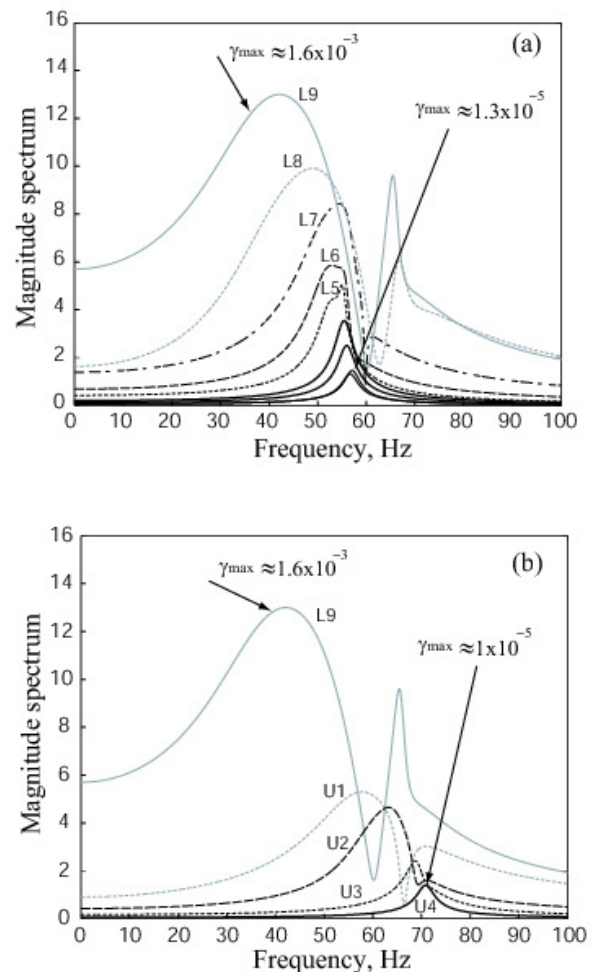 16
(a)
γmax ≈1.6x10⁻³
14
L9
γmax ≈1.3x10⁻⁵
12
10
L8
8
L7
6
L6
L5
4
2
0
0 10 20 30 40 50 60 70 80 90 100
Magnitude spectrum
Frequency, Hz
16
(b)
γmax ≈1.6x10⁻³
14
L9
12
γmax ≈1x10⁻⁵
10
8
6
U1
4
U2
2
U3
U4
0
0 10 20 30 40 50 60 70 80 90 100
Magnitude spectrum
Frequency, Hz